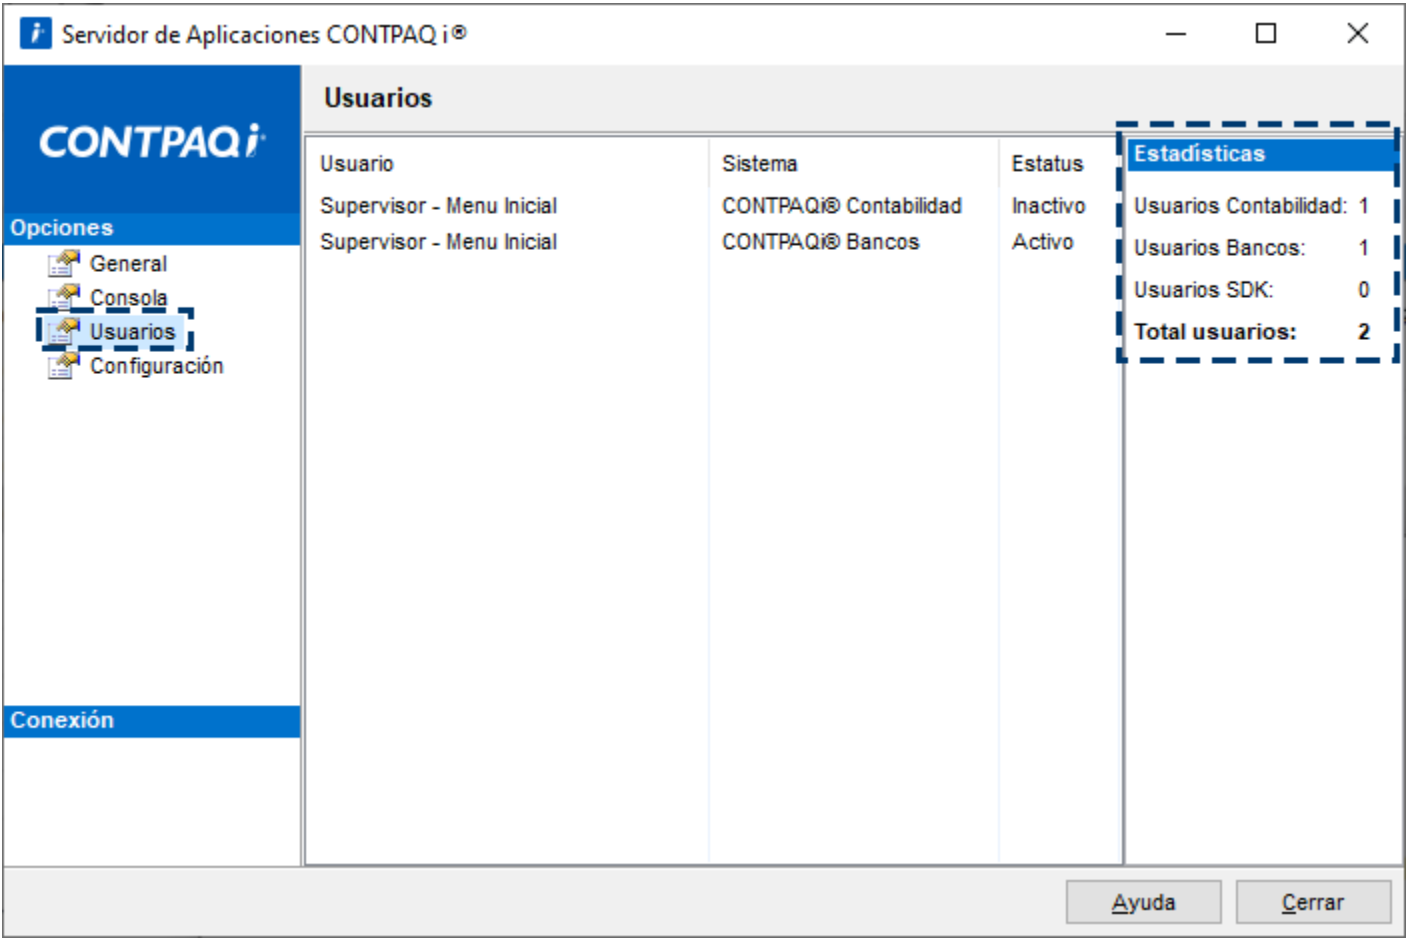 Servidor de Aplicaciones CONTPAQ i®
CONTPAQi
Opciones
General
Consola
Usuarios
Configuración
Conexión
Usuarios
Usuario Sistema Estatus
Supervisor - Menu Inicial CONTPAQi® Contabilidad Inactivo
Supervisor - Menu Inicial CONTPAQi® Bancos Activo
Estadísticas
Usuarios Contabilidad: 1
Usuarios Bancos: 1
Usuarios SDK: 0
Total usuarios: 2
Ayuda Cerrar